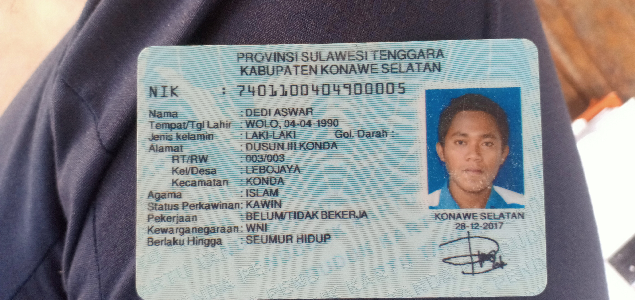 PROVINSI SULAWESI TENGGARA
KABUPATEN KONAWE SELATAN
NIK : 7401100404900005
Nama : DEDI ASWAR
Tempat/Tgl Lahir : WOLO, 04-04-1990
Jenis kelamin : LAKI-LAKI Gol. Darah : -
Alamat : DUSUN III KONDA
RT/RW : 003/003
Kel/Desa : LEBOJAYA
Kecamatan : KONDA
Agama : ISLAM
Status Perkawinan: KAWIN
Pekerjaan : BELUM/TIDAK BEKERJA
Kewarganegaraan: WNI
Berlaku Hingga : SEUMUR HIDUP
KONAWE SELATAN
28-12-2017